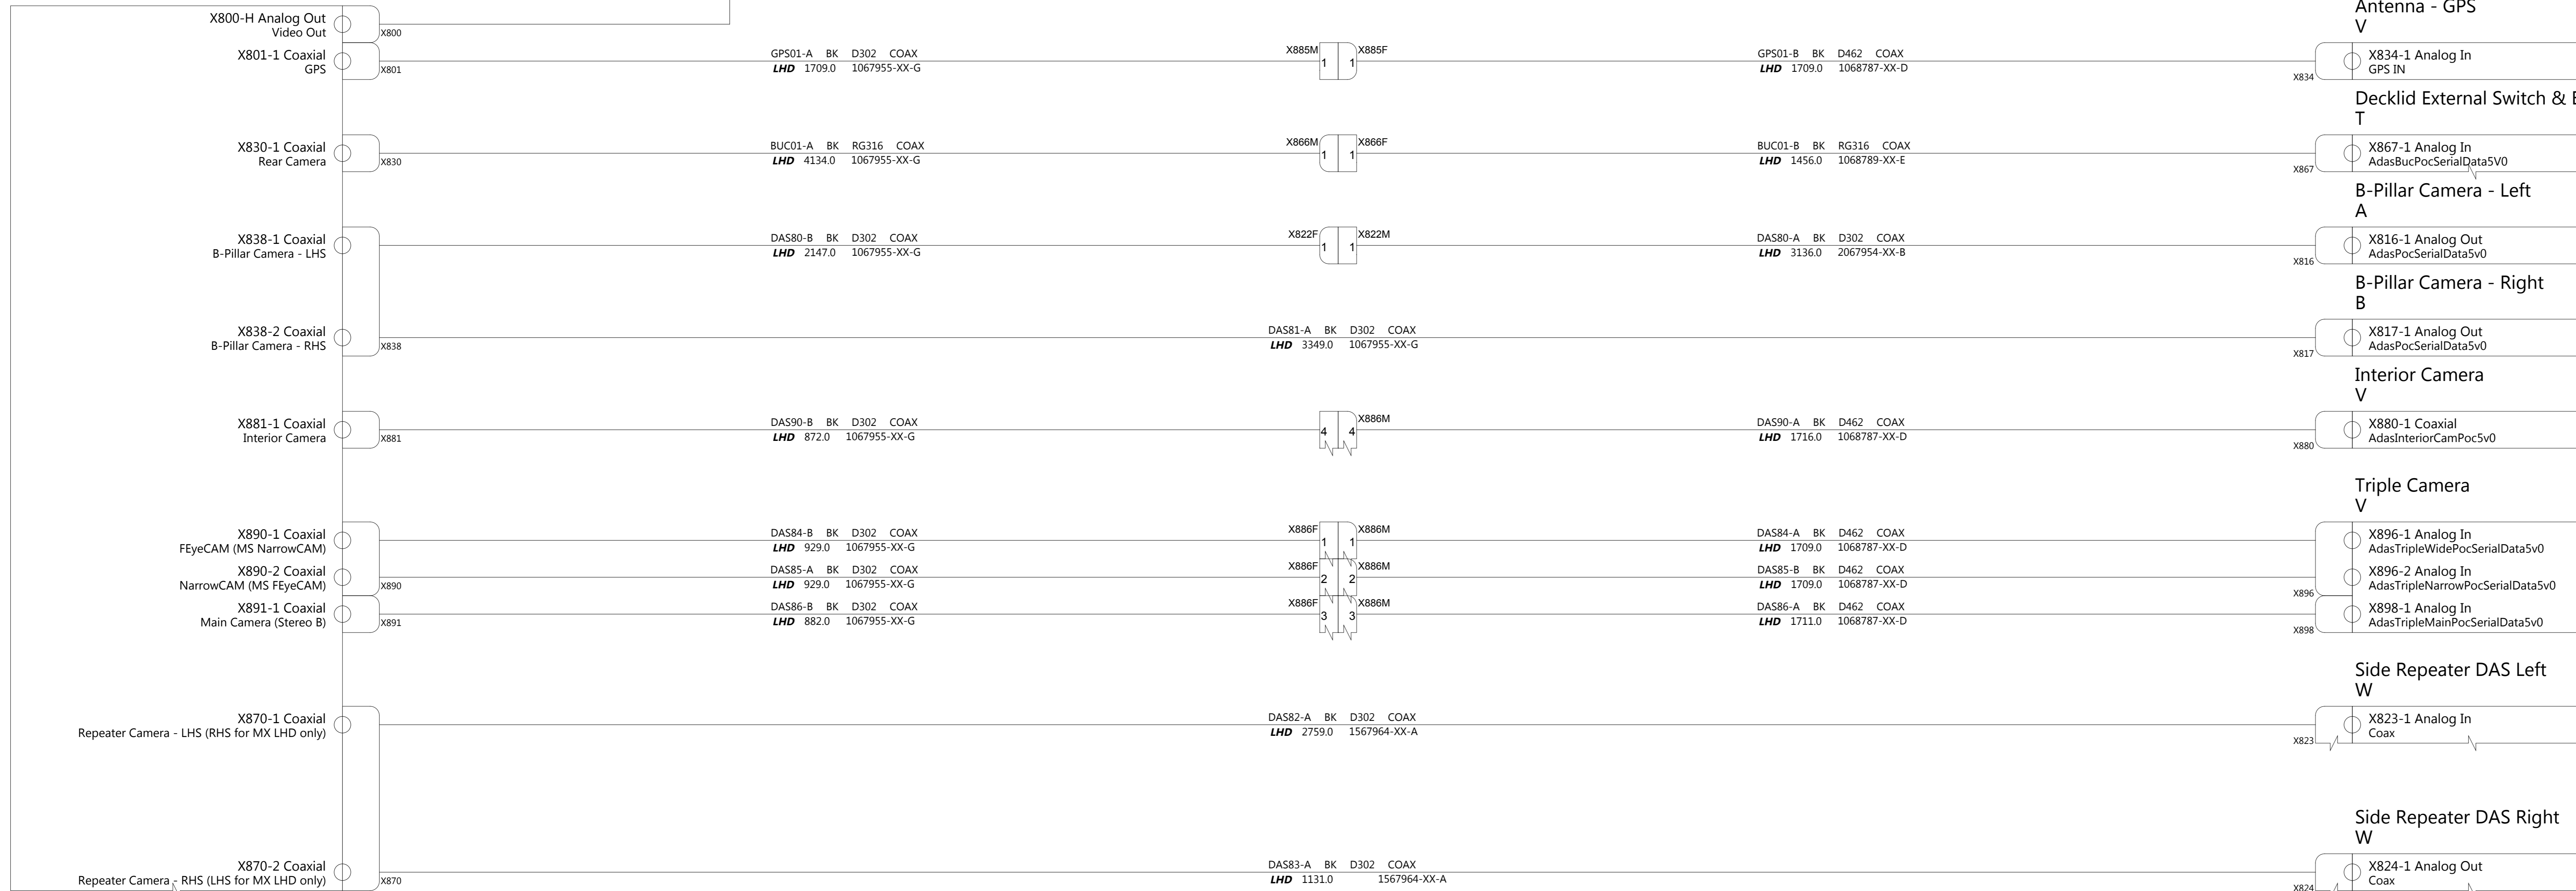 X800-H Analog Out
Video Out
X800
Antenna - GPS
V
X801-1 Coaxial
GPS
X801
GPS01-A BK D302 COAX
LHD 1709.0 1067955-XX-G
X885M
1
1
X885F
GPS01-B BK D462 COAX
LHD 1709.0 1068787-XX-D
X834
X834-1 Analog In
GPS IN
Decklid External Switch &
T
X830-1 Coaxial
Rear Camera
X830
BUC01-A BK RG316 COAX
LHD 4134.0 1067955-XX-G
X866M
1
1
X866F
BUC01-B BK RG316 COAX
LHD 1456.0 1068789-XX-E
X867
X867-1 Analog In
AdasBucPocSerialData5V0
B-Pillar Camera - Left
A
X838-1 Coaxial
B-Pillar Camera - LHS
DAS80-B BK D302 COAX
LHD 2147.0 1067955-XX-G
X822F
1
1
X822M
DAS80-A BK D302 COAX
LHD 3136.0 2067954-XX-B
X816
X816-1 Analog Out
AdasPocSerialData5v0
B-Pillar Camera - Right
B
X838-2 Coaxial
B-Pillar Camera - RHS
X838
DAS81-A BK D302 COAX
LHD 3349.0 1067955-XX-G
X817
X817-1 Analog Out
AdasPocSerialData5v0
Interior Camera
V
X881-1 Coaxial
Interior Camera
X881
DAS90-B BK D302 COAX
LHD 872.0 1067955-XX-G
4
4
X886M
DAS90-A BK D462 COAX
LHD 1716.0 1068787-XX-D
X880
X880-1 Coaxial
AdasInteriorCamPoc5v0
Triple Camera
V
X890-1 Coaxial
FEyeCAM (MS NarrowCAM)
DAS84-B BK D302 COAX
LHD 929.0 1067955-XX-G
X886F
1
1
X886M
DAS84-A BK D462 COAX
LHD 1709.0 1068787-XX-D
X896-1 Analog In
AdasTripleWidePocSerialData5v0
X890-2 Coaxial
NarrowCAM (MS FEyeCAM)
X890
DAS85-A BK D302 COAX
LHD 929.0 1067955-XX-G
X886F
2
2
X886M
DAS85-B BK D462 COAX
LHD 1709.0 1068787-XX-D
X896
X896-2 Analog In
AdasTripleNarrowPocSerialData5v0
X891-1 Coaxial
Main Camera (Stereo B)
X891
DAS86-B BK D302 COAX
LHD 882.0 1067955-XX-G
X886F
3
3
X886M
DAS86-A BK D462 COAX
LHD 1711.0 1068787-XX-D
X898
X898-1 Analog In
AdasTripleMainPocSerialData5v0
Side Repeater DAS Left
W
X870-1 Coaxial
Repeater Camera - LHS (RHS for MX LHD only)
DAS82-A BK D302 COAX
LHD 2759.0 1567964-XX-A
X823
X823-1 Analog In
Coax
Side Repeater DAS Right
W
X870-2 Coaxial
Repeater Camera - RHS (LHS for MX LHD only)
X870
DAS83-A BK D302 COAX
LHD 1131.0 1567964-XX-A
X824
X824-1 Analog Out
Coax